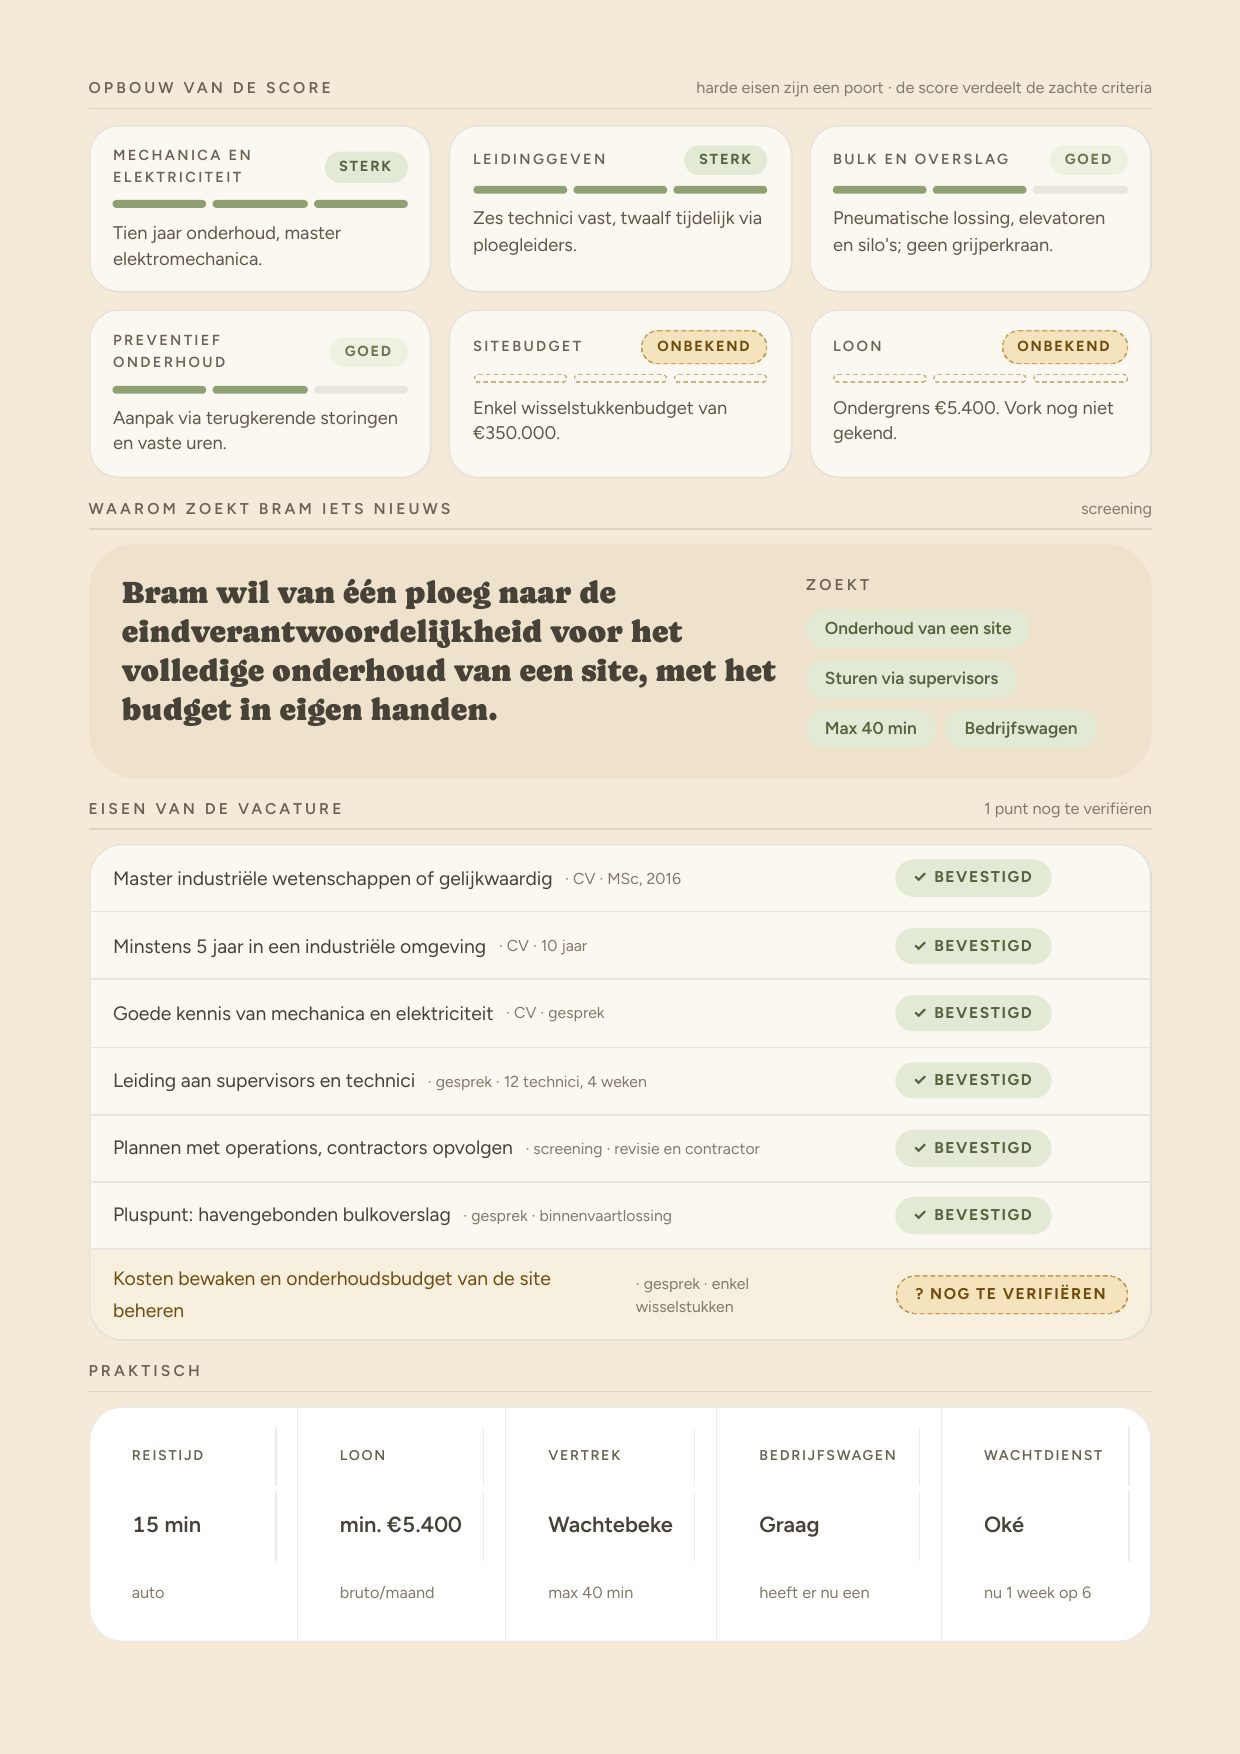 OPBOUW VAN DE SCORE
harde eisen zijn een poort · de score verdeelt de zachte criteria
MECHANICA EN
ELEKTRICITEIT
STERK
Tien jaar onderhoud, master
elektromechanica.
LEIDINGGEVEN
STERK
Zes technici vast, twaalf tijdelijk via
ploegleiders.
BULK EN OVERSLAG
GOED
Pneumatische lossing, elevatoren
en silo's; geen grijperkraan.
PREVENTIEF
ONDERHOUD
GOED
Aanpak via terugkerende storingen
en vaste uren.
SITEBUDGET
ONBEKEND
Enkel wisselstukkenbudget van
€350.000.
LOON
ONBEKEND
Ondergrens €5.400. Vork nog niet
gekend.
WAAROM ZOEKT BRAM IETS NIEUWS
screening
Bram wil van één ploeg naar de
eindverantwoordelijkheid voor het
volledige onderhoud van een site, met het
budget in eigen handen.
ZOEKT
Onderhoud van een site
Sturen via supervisors
Max 40 min
Bedrijfswagen
EISEN VAN DE VACATURE
1 punt nog te verifiëren
Master industriële wetenschappen of gelijkwaardig · CV · MSc, 2016
✓ BEVESTIGD
Minstens 5 jaar in een industriële omgeving · CV · 10 jaar
✓ BEVESTIGD
Goede kennis van mechanica en elektriciteit · CV · gesprek
✓ BEVESTIGD
Leiding aan supervisors en technici · gesprek · 12 technici, 4 weken
✓ BEVESTIGD
Plannen met operations, contractors opvolgen · screening · revisie en contractor
✓ BEVESTIGD
Pluspunt: havengebonden bulkoverslag · gesprek · binnenvaartlossing
✓ BEVESTIGD
Kosten bewaken en onderhoudsbudget van de site
beheren
· gesprek · enkel
wisselstukken
? NOG TE VERIFIËREN
PRAKTISCH
REISTIJD
15 min
auto
LOON
min. €5.400
bruto/maand
VERTREK
Wachtebeke
max 40 min
BEDRIJFSWAGEN
Graag
heeft er nu een
WACHTDIENST
Oké
nu 1 week op 6